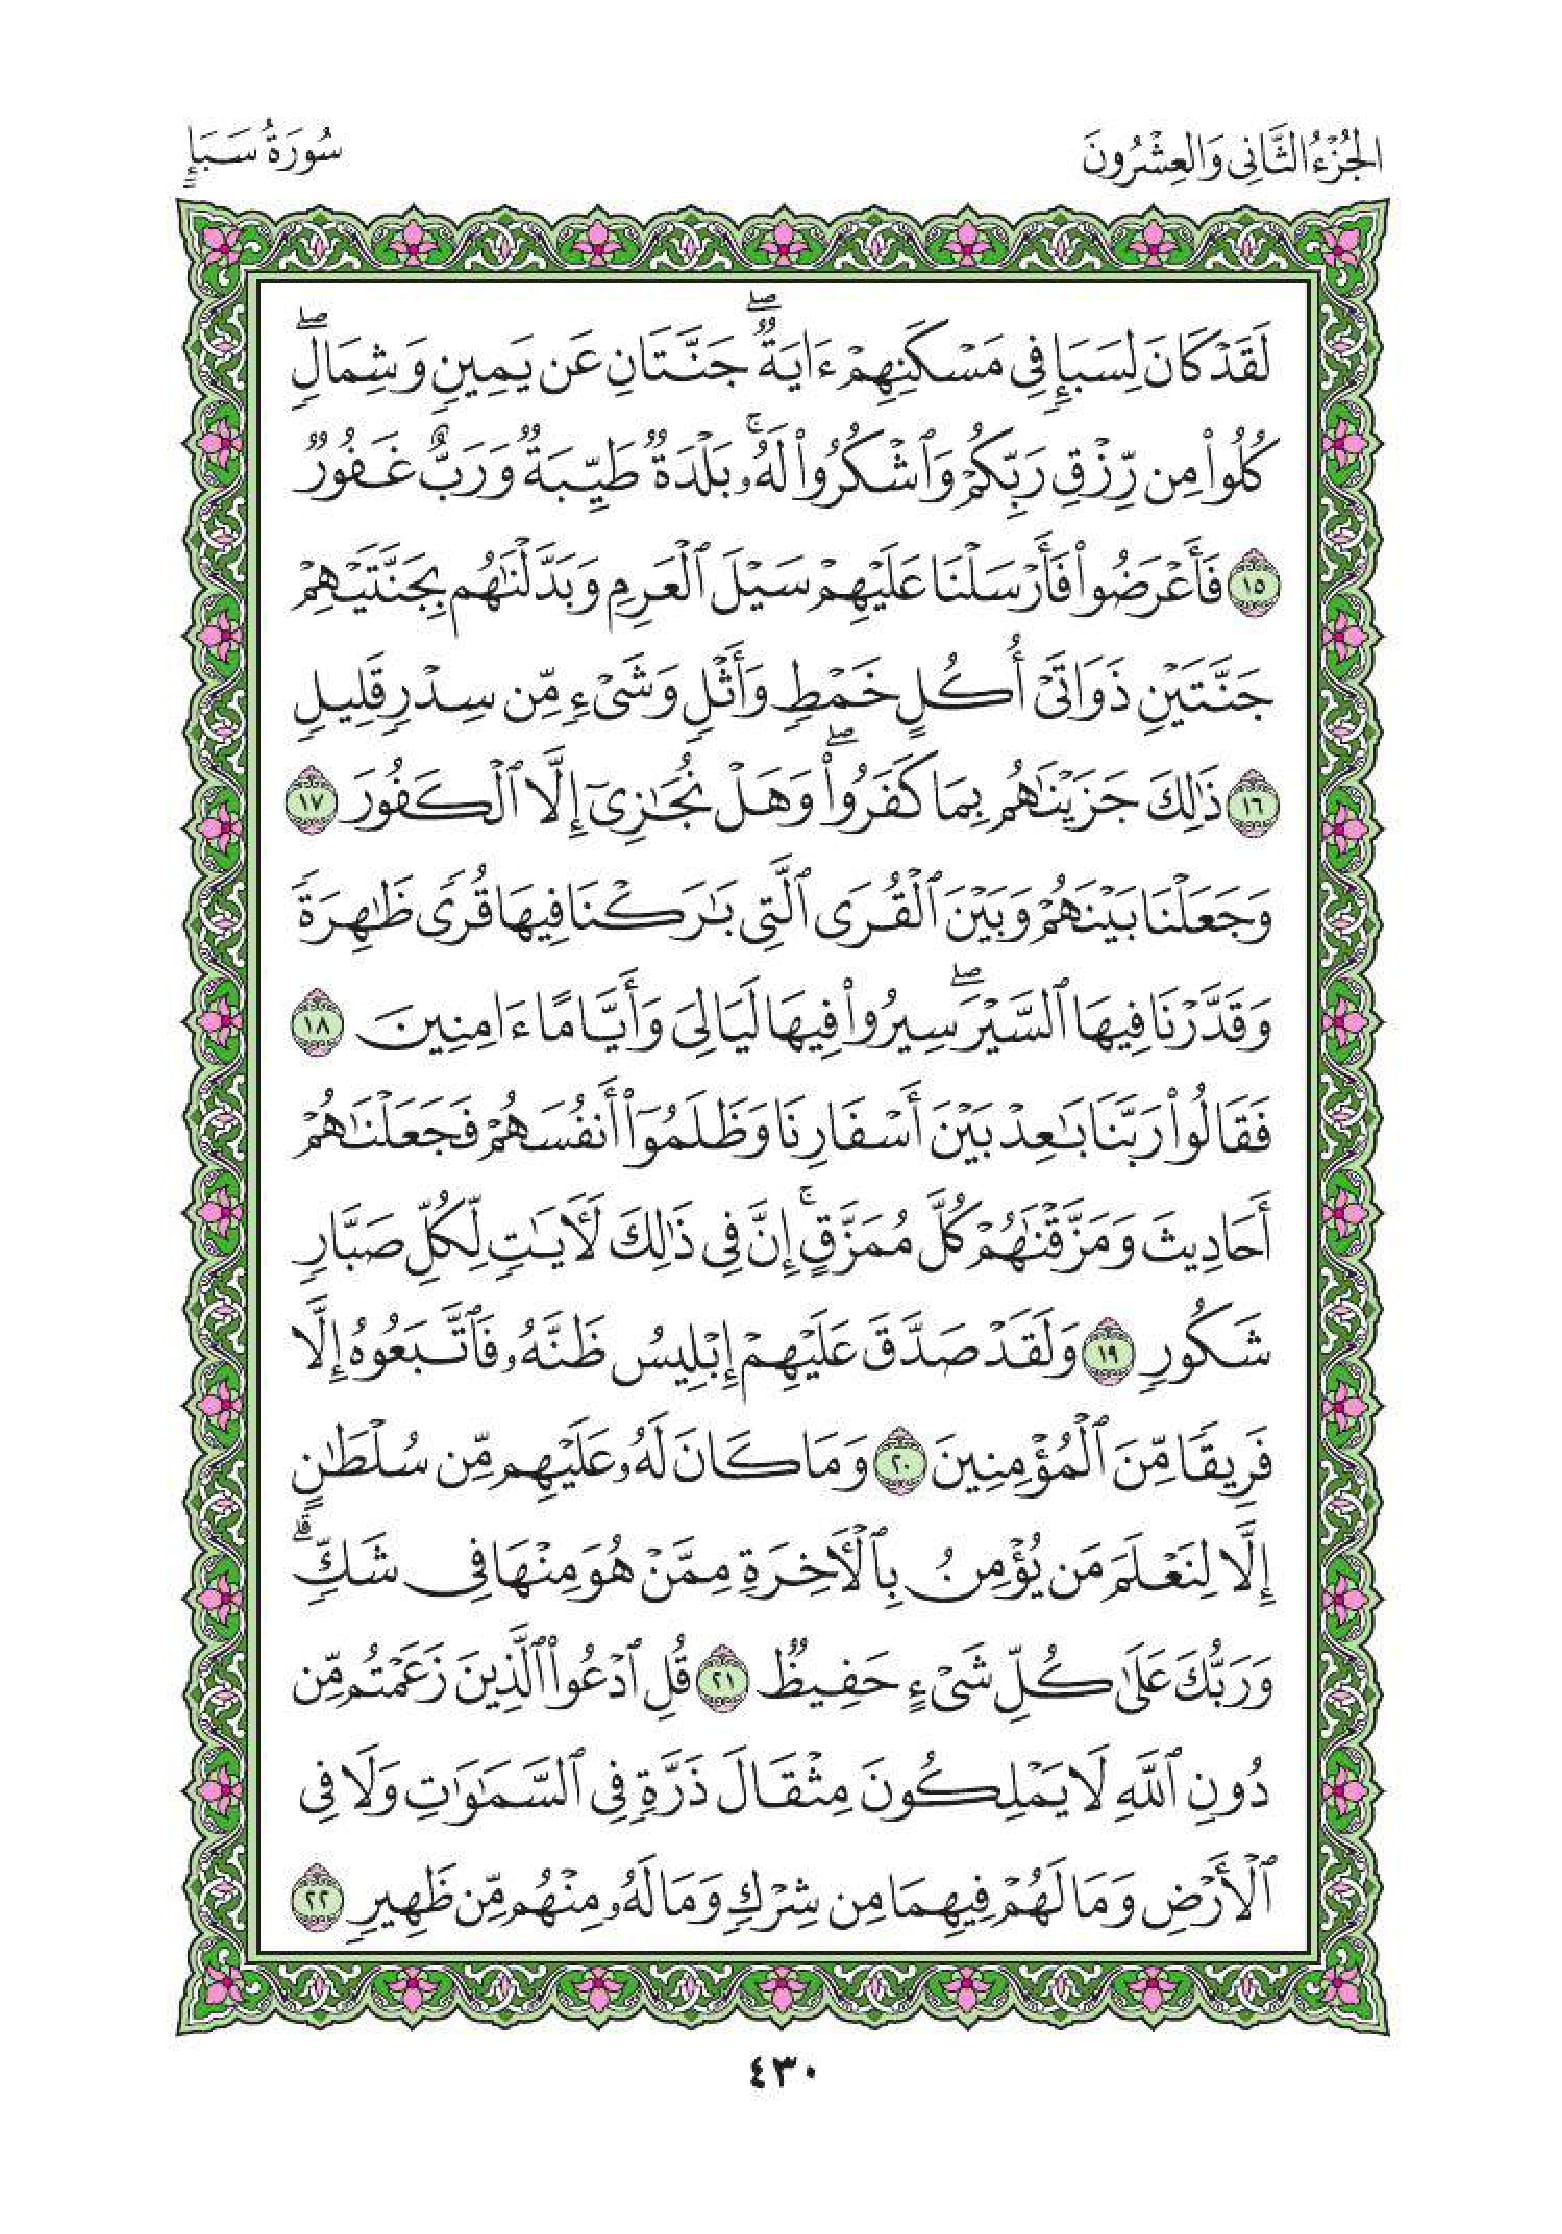 الجُزْءُ الثَّانِي وَالعِشْرُونَ
سُورَةُ سَبَإٍ
لَقَدْ كَانَ لِسَبَإٖ فِي مَسْكَنِهِمْ ءَايَةٞۖ جَنَّتَانِ عَن يَمِينٖ وَشِمَالٖۖ
كُلُواْ مِن رِّزْقِ رَبِّكُمْ وَٱشْكُرُواْ لَهُۥۚ بَلْدَةٞ طَيِّبَةٞ وَرَبٌّ غَفُورٞ
١٥ فَأَعْرَضُواْ فَأَرْسَلْنَا عَلَيْهِمْ سَيْلَ ٱلْعَرِمِ وَبَدَّلْنَٰهُم بِجَنَّتَيْهِمْ
جَنَّتَيْنِ ذَوَاتَيْ أُكُلٍ خَمْطٖ وَأَثْلٖ وَشَيْءٖ مِّن سِدْرٖ قَلِيلٖ
١٦ ذَٰلِكَ جَزَيْنَٰهُم بِمَا كَفَرُواْۖ وَهَلْ نُجَٰزِيٓ إِلَّا ٱلْكَفُورَ ١٧
وَجَعَلْنَا بَيْنَهُمْ وَبَيْنَ ٱلْقُرَى ٱلَّتِي بَٰرَكْنَا فِيهَا قُرٗى ظَٰهِرَةٗ
وَقَدَّرْنَا فِيهَا ٱلسَّيْرَۖ سِيرُواْ فِيهَا لَيَالِيَ وَأَيَّامًا ءَامِنِينَ ١٨
فَقَالُواْ رَبَّنَا بَٰعِدْ بَيْنَ أَسْفَارِنَا وَظَلَمُوٓاْ أَنفُسَهُمْ فَجَعَلْنَٰهُمْ
أَحَادِيثَ وَمَزَّقْنَٰهُمْ كُلَّ مُمَزَّقٍۚ إِنَّ فِي ذَٰلِكَ لَأٓيَٰتٖ لِّكُلِّ صَبَّارٖ
شَكُورٖ ١٩ وَلَقَدْ صَدَّقَ عَلَيْهِمْ إِبْلِيسُ ظَنَّهُۥ فَٱتَّبَعُوهُ إِلَّا
فَرِيقٗا مِّنَ ٱلْمُؤْمِنِينَ ٢٠ وَمَا كَانَ لَهُۥ عَلَيْهِم مِّن سُلْطَٰنٍ
إِلَّا لِنَعْلَمَ مَن يُؤْمِنُ بِٱلْأٓخِرَةِ مِمَّنْ هُوَ مِنْهَا فِي شَكّٖۗ
وَرَبُّكَ عَلَىٰ كُلِّ شَيْءٍ حَفِيظٞ ٢١ قُلِ ٱدْعُواْ ٱلَّذِينَ زَعَمْتُم مِّن
دُونِ ٱللَّهِ لَا يَمْلِكُونَ مِثْقَالَ ذَرَّةٖ فِي ٱلسَّمَٰوَٰتِ وَلَا فِي
ٱلْأَرْضِ وَمَا لَهُمْ فِيهِمَا مِن شِرْكٖ وَمَا لَهُۥ مِنْهُم مِّن ظَهِيرٖ ٢٢
٤٣٠